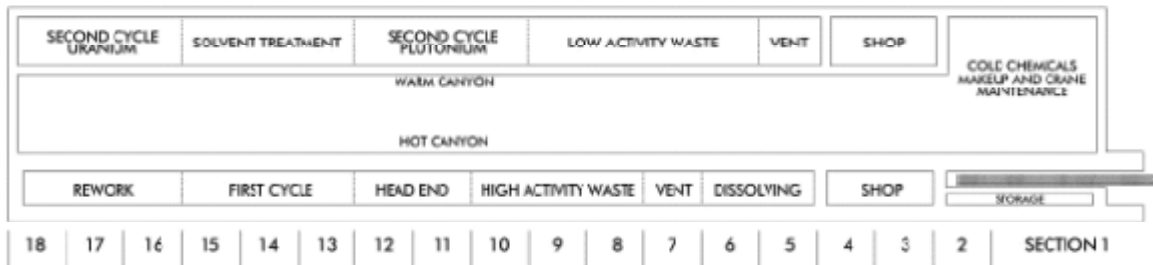 SECOND CYCLE
URANIUM
SOLVENT TREATMENT
SECOND CYCLE
PLUTONIUM
LOW ACTIVITY WASTE
VENT
SHOP
COLD CHEMICALS
MAKEUP AND CRANE
MAINTENANCE
WARM CANYON
HOT CANYON
REWORK
FIRST CYCLE
HEAD END
HIGH ACTIVITY WASTE
VENT
DISSOLVING
SHOP
STORAGE
18 17 16 15 14 13 12 11 10 9 8 7 6 5 4 3 2 SECTION 1